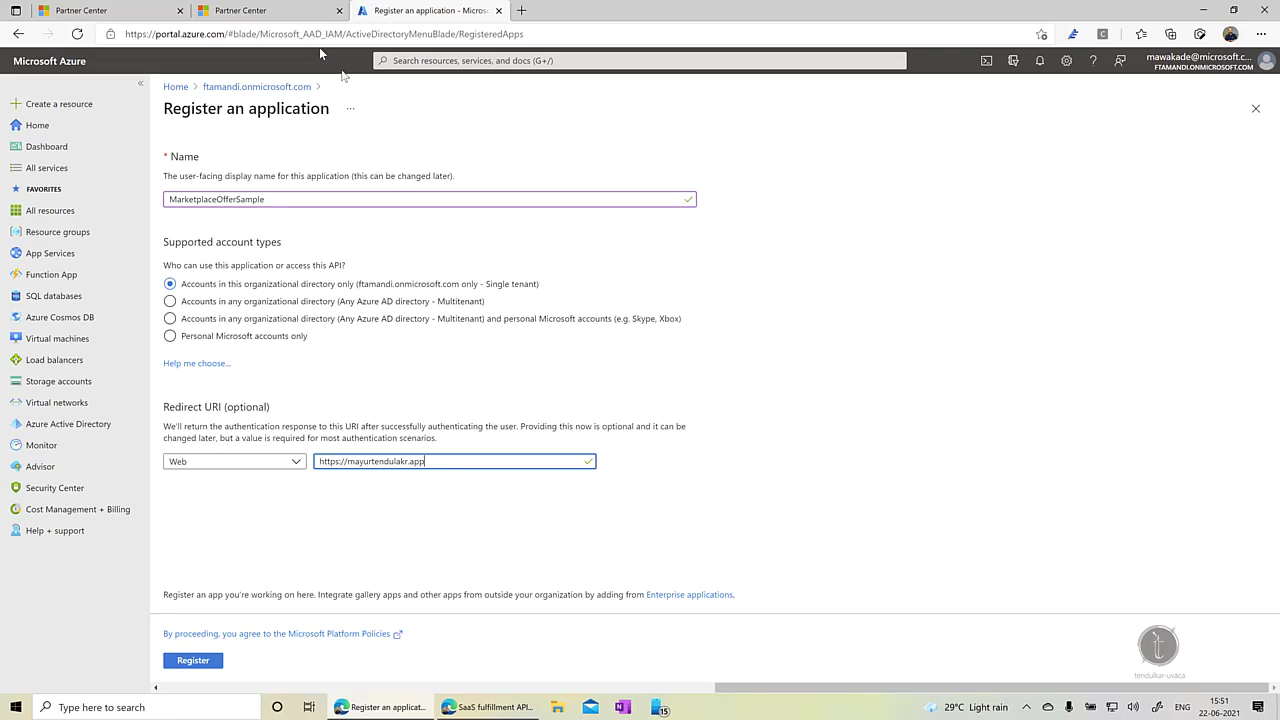 Partner Center
Partner Center
Register an application - Micros
https://portal.azure.com/#blade/Microsoft_AAD_IAM/ActiveDirectoryMenuBlade/RegisteredApps
Microsoft Azure
Search resources, services, and docs (G+/)
mawakade@microsoft.c...
FTAMANDI.ONMICROSOFT.COM
Home > ftamandi.onmicrosoft.com >
Register an application ...
Create a resource
Home
Dashboard
All services
FAVORITES
All resources
Resource groups
App Services
Function App
SQL databases
Azure Cosmos DB
Virtual machines
Load balancers
Storage accounts
Virtual networks
Azure Active Directory
Monitor
Advisor
Security Center
Cost Management + Billing
Help + support
* Name
The user-facing display name for this application (this can be changed later).
MarketplaceOfferSample
Supported account types
Who can use this application or access this API?
Accounts in this organizational directory only (ftamandi.onmicrosoft.com only - Single tenant)
Accounts in any organizational directory (Any Azure AD directory - Multitenant)
Accounts in any organizational directory (Any Azure AD directory - Multitenant) and personal Microsoft accounts (e.g. Skype, Xbox)
Personal Microsoft accounts only
Help me choose...
Redirect URI (optional)
We'll return the authentication response to this URI after successfully authenticating the user. Providing this now is optional and it can be
changed later, but a value is required for most authentication scenarios.
Web
https://mayurtendulakr.app
Register an app you're working on here. Integrate gallery apps and other apps from outside your organization by adding from Enterprise applications.
By proceeding, you agree to the Microsoft Platform Policies
Register
t
tendulkar-uvāca
Type here to search
Register an applicat...
SaaS fulfillment API...
15
29°C Light rain
ENG
15:51
22-06-2021